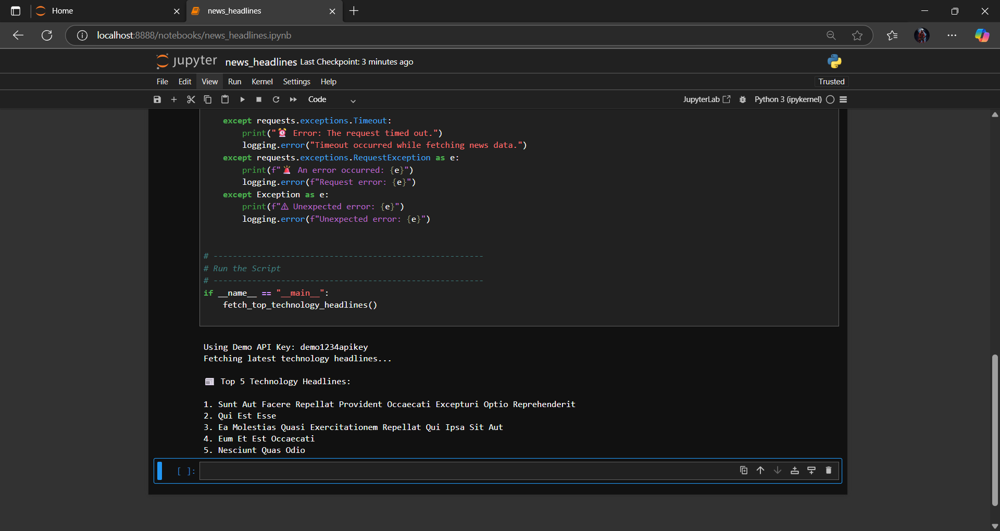 Home
news_headlines
localhost:8888/notebooks/news_headlines.ipynb
jupyter news_headlines Last Checkpoint: 3 minutes ago
File Edit View Run Kernel Settings Help Trusted
Code JupyterLab Python 3 (ipykernel)
except requests.exceptions.Timeout:
print("⏰ Error: The request timed out.")
logging.error("Timeout occurred while fetching news data.")
except requests.exceptions.RequestException as e:
print(f"🚨 An error occurred: {e}")
logging.error(f"Request error: {e}")
except Exception as e:
print(f"⚠ Unexpected error: {e}")
logging.error(f"Unexpected error: {e}")
# --------------------------------------------------------
# Run the Script
# --------------------------------------------------------
if __name__ == "__main__":
fetch_top_technology_headlines()
Using Demo API Key: demo1234apikey
Fetching latest technology headlines...
📰 Top 5 Technology Headlines:
1. Sunt Aut Facere Repellat Provident Occaecati Excepturi Optio Reprehenderit
2. Qui Est Esse
3. Ea Molestias Quasi Exercitationem Repellat Qui Ipsa Sit Aut
4. Eum Et Est Occaecati
5. Nesciunt Quas Odio
[ ]: